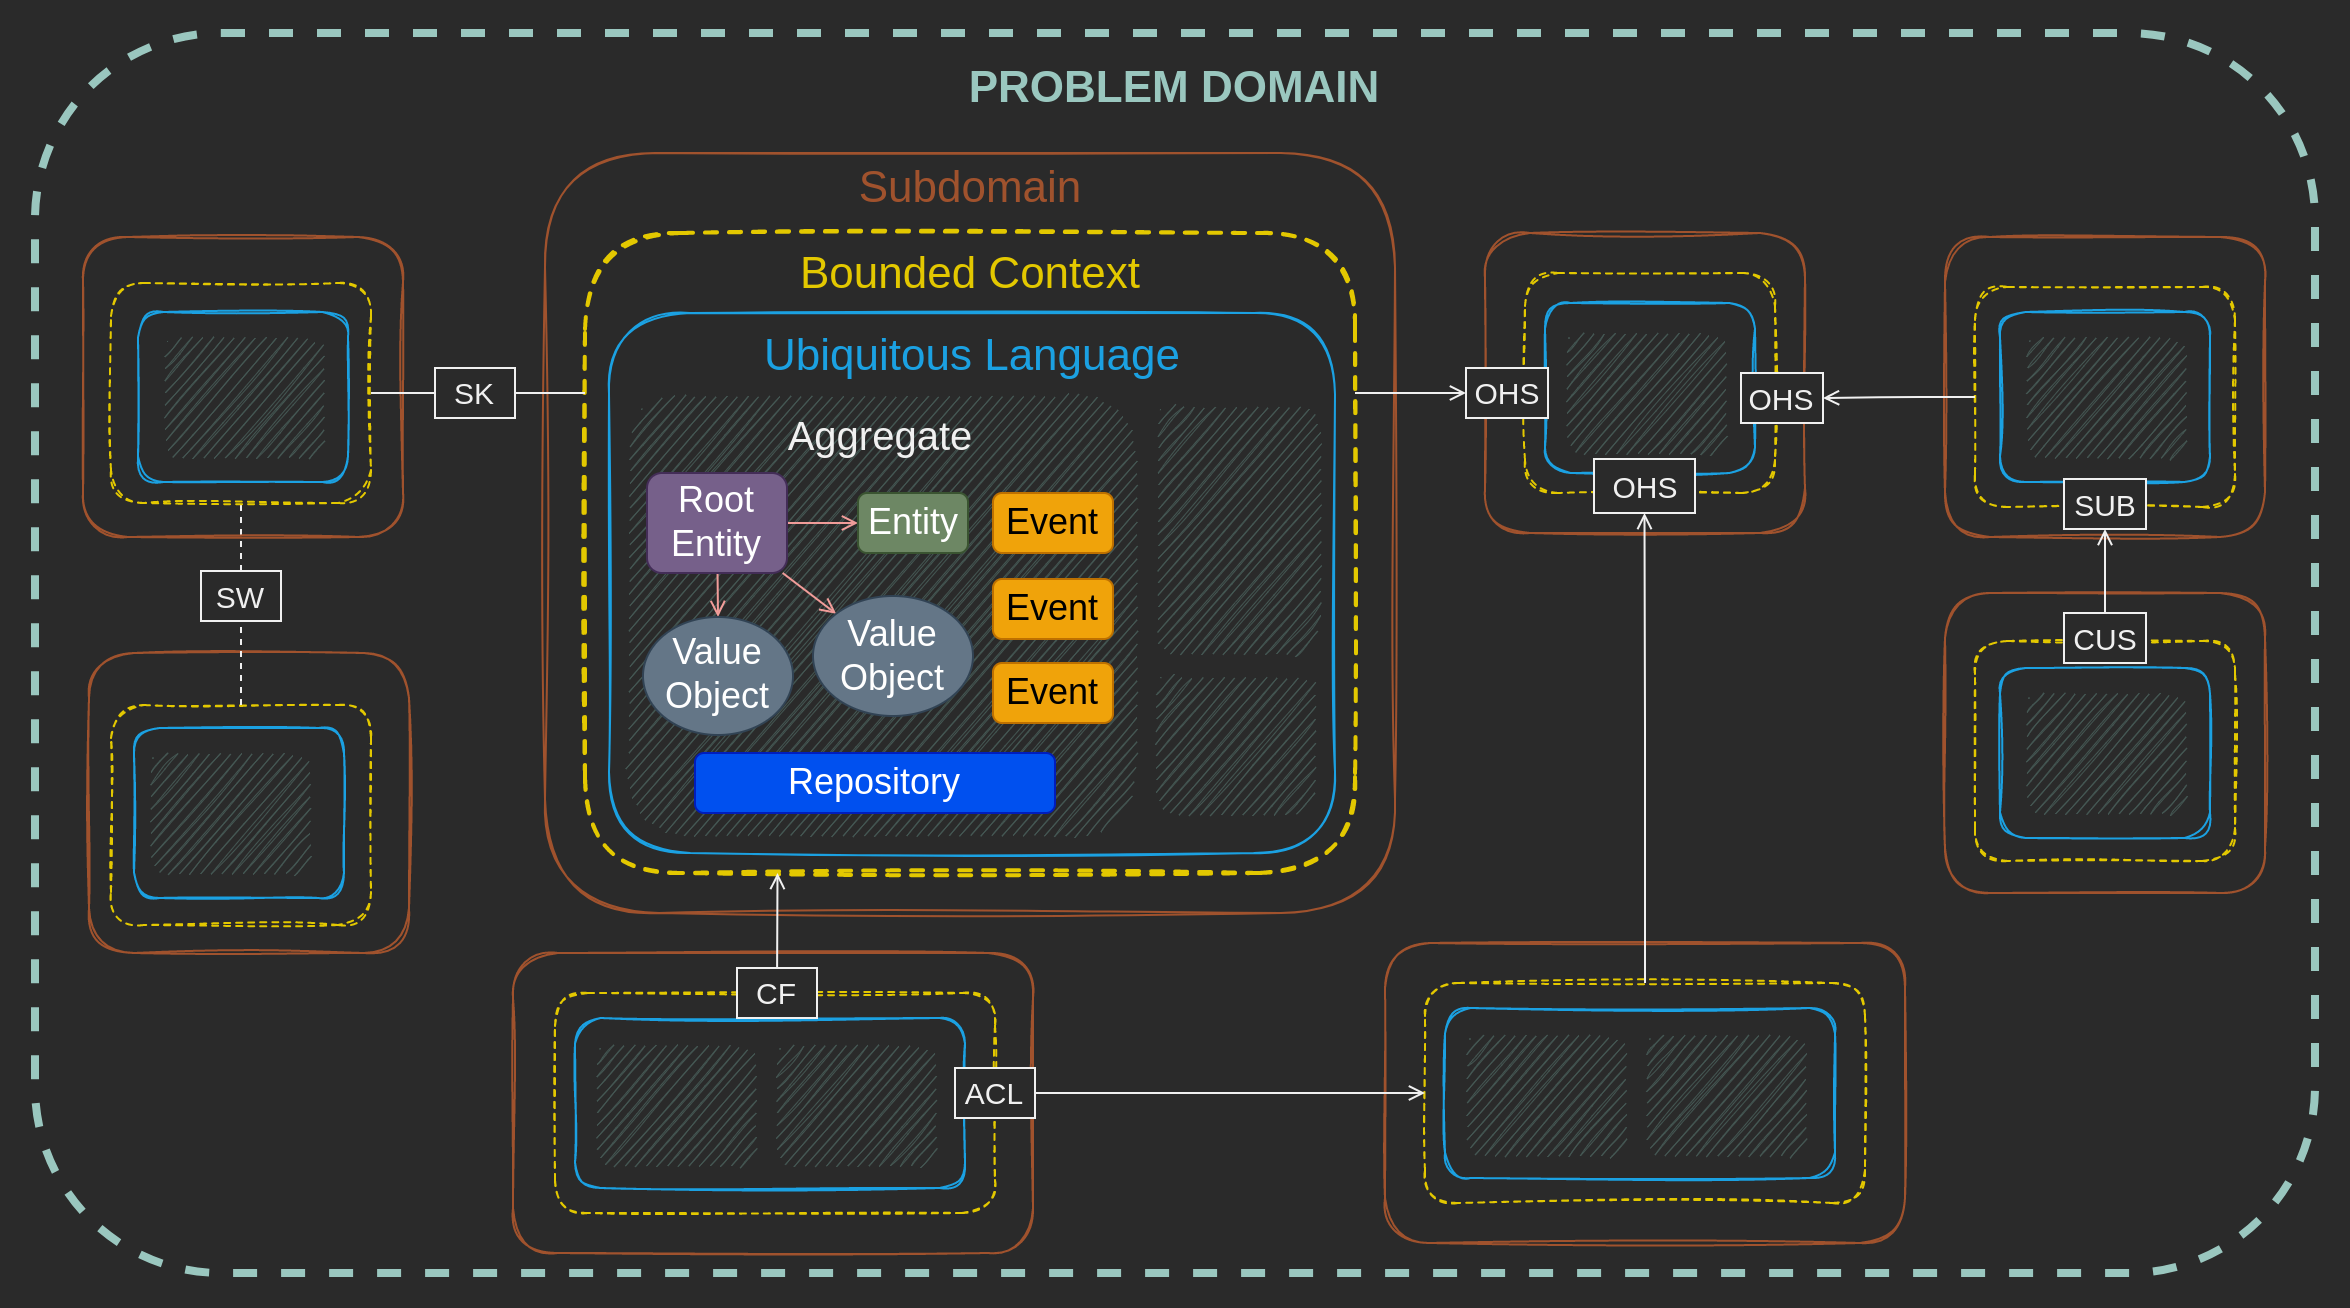 PROBLEM DOMAIN
Subdomain
Bounded Context
Ubiquitous Language
SK
OHS
OHS
Aggregate
Root
Entity
Entity
Event
OHS
SUB
SW
Value
Object
Value
Object
Event
CUS
Event
Repository
CF
ACL